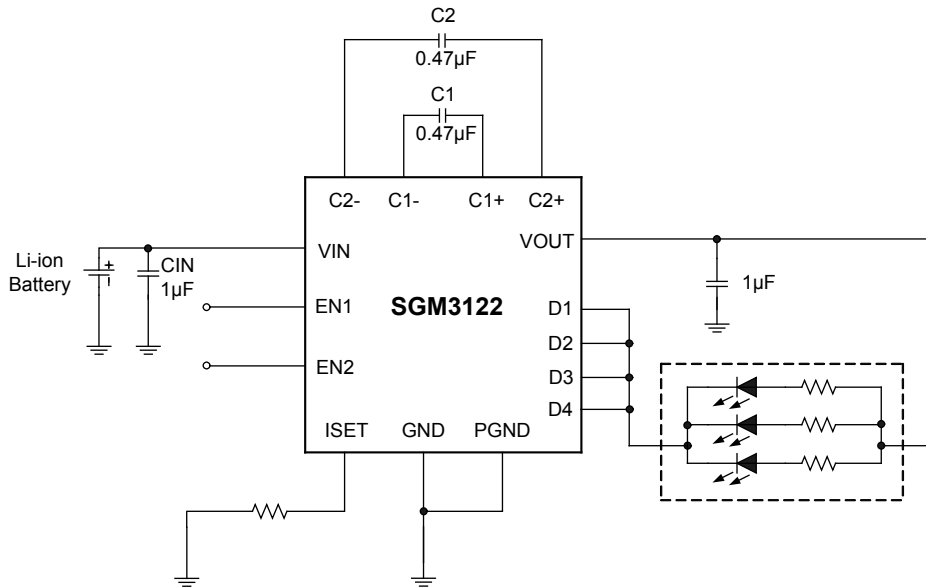 C2
0.47µF
C1
0.47µF
C2- C1- C1+ C2+
VIN
VOUT
Li-ion
Battery
+
CIN
1µF
1µF
EN1
SGM3122
D1
D2
EN2
D3
D4
ISET GND PGND